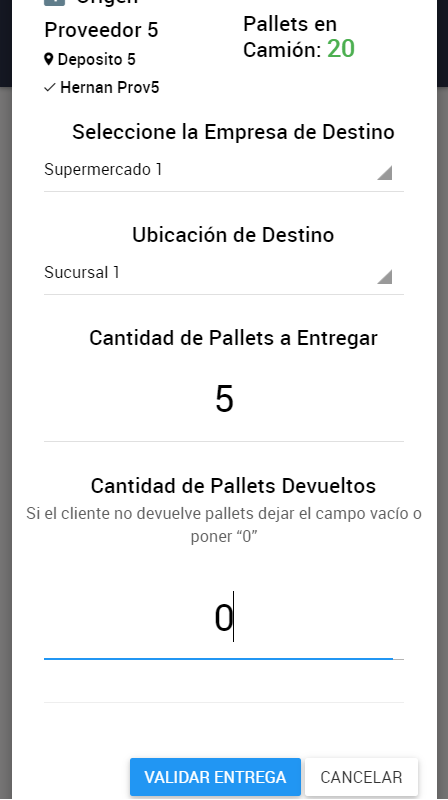 Origen
Proveedor 5
Pallets en
Camión: 20
Deposito 5
Hernan Prov5
Seleccione la Empresa de Destino
Supermercado 1
Ubicación de Destino
Sucursal 1
Cantidad de Pallets a Entregar
5
Cantidad de Pallets Devueltos
Si el cliente no devuelve pallets dejar el campo vacío o
poner “0”
0
VALIDAR ENTREGA
CANCELAR